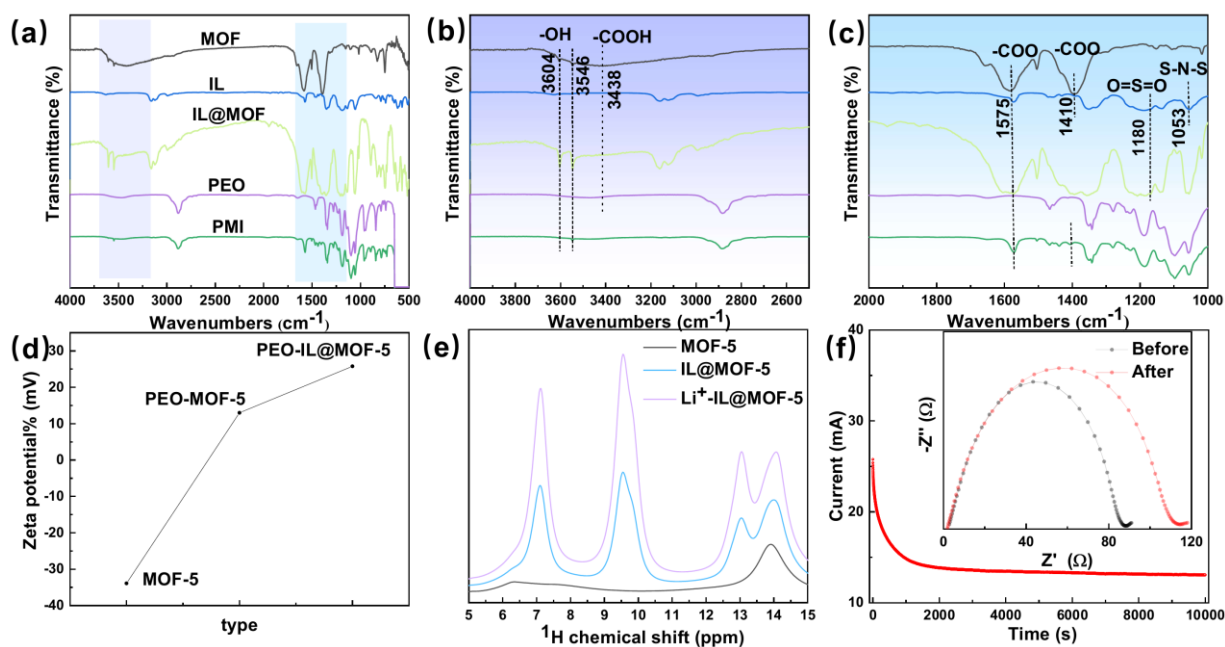 (a)
MOF
IL
IL@MOF
PEO
PMI
Transmittance (%)
4000 3500 3000 2500 2000 1500 1000 500
Wavenumbers (cm-1)
(b)
-OH
-COOH
3604
3546
3438
Transmittance (%)
4000 3800 3600 3400 3200 3000 2800 2600
Wavenumbers (cm-1)
(c)
-COO
-COO
O=S=O
S-N-S
1575
1410
1180
1053
Transmittance (%)
2000 1800 1600 1400 1200 1000
Wavenumbers (cm-1)
(d)
PEO-IL@MOF-5
PEO-MOF-5
MOF-5
Zeta potential% (mV)
30
20
10
0
-10
-20
-30
-40
type
(e)
MOF-5
IL@MOF-5
Li+-IL@MOF-5
5 6 7 8 9 10 11 12 13 14 15
1H chemical shift (ppm)
(f)
Before
After
-Z'' (Ω)
0 20 40 60 80 100 120
Z' (Ω)
Current (mA)
40
30
20
10
0 2000 4000 6000 8000 10000
Time (s)